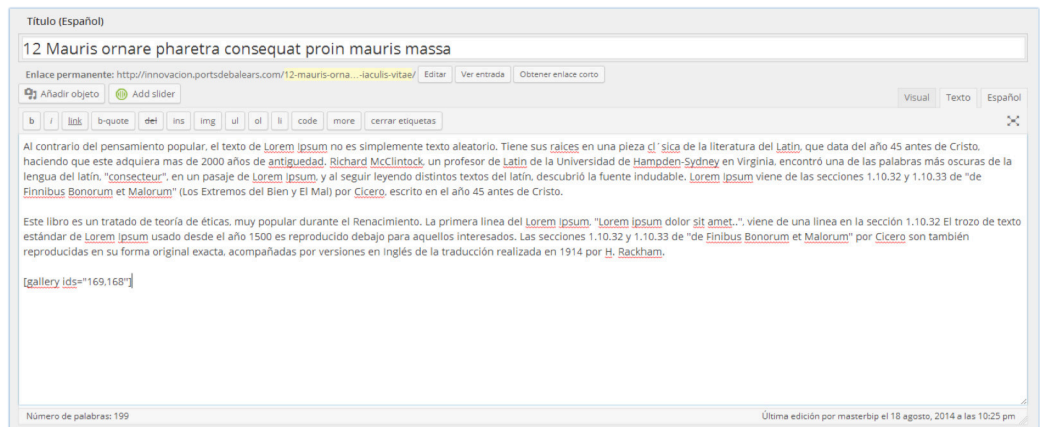 Título (Español)
12 Mauris ornare pharetra consequat proin mauris massa
Enlace permanente: http://innovacion.portsdebalears.com/12-mauris-orna…-iaculis-vitae/ Editar Ver entrada Obtener enlace corto
Añadir objeto Add slider
Visual Texto Español
b i link b-quote del ins img ul ol li code more cerrar etiquetas
Al contrario del pensamiento popular, el texto de Lorem Ipsum no es simplemente texto aleatorio. Tiene sus raices en una pieza cl´sica de la literatura del Latin, que data del año 45 antes de Cristo,
haciendo que este adquiera mas de 2000 años de antiguedad. Richard McClintock, un profesor de Latin de la Universidad de Hampden-Sydney en Virginia, encontró una de las palabras más oscuras de la
lengua del latín, "consecteur", en un pasaje de Lorem Ipsum, y al seguir leyendo distintos textos del latín, descubrió la fuente indudable. Lorem Ipsum viene de las secciones 1.10.32 y 1.10.33 de "de
Finnibus Bonorum et Malorum" (Los Extremos del Bien y El Mal) por Cicero, escrito en el año 45 antes de Cristo.
Este libro es un tratado de teoría de éticas, muy popular durante el Renacimiento. La primera linea del Lorem Ipsum, "Lorem ipsum dolor sit amet..", viene de una linea en la sección 1.10.32 El trozo de texto
estándar de Lorem Ipsum usado desde el año 1500 es reproducido debajo para aquellos interesados. Las secciones 1.10.32 y 1.10.33 de "de Finibus Bonorum et Malorum" por Cicero son también
reproducidas en su forma original exacta, acompañadas por versiones en Inglés de la traducción realizada en 1914 por H. Rackham.
[gallery ids="169,168"]
Número de palabras: 199
Última edición por masterbip el 18 agosto, 2014 a las 10:25 pm